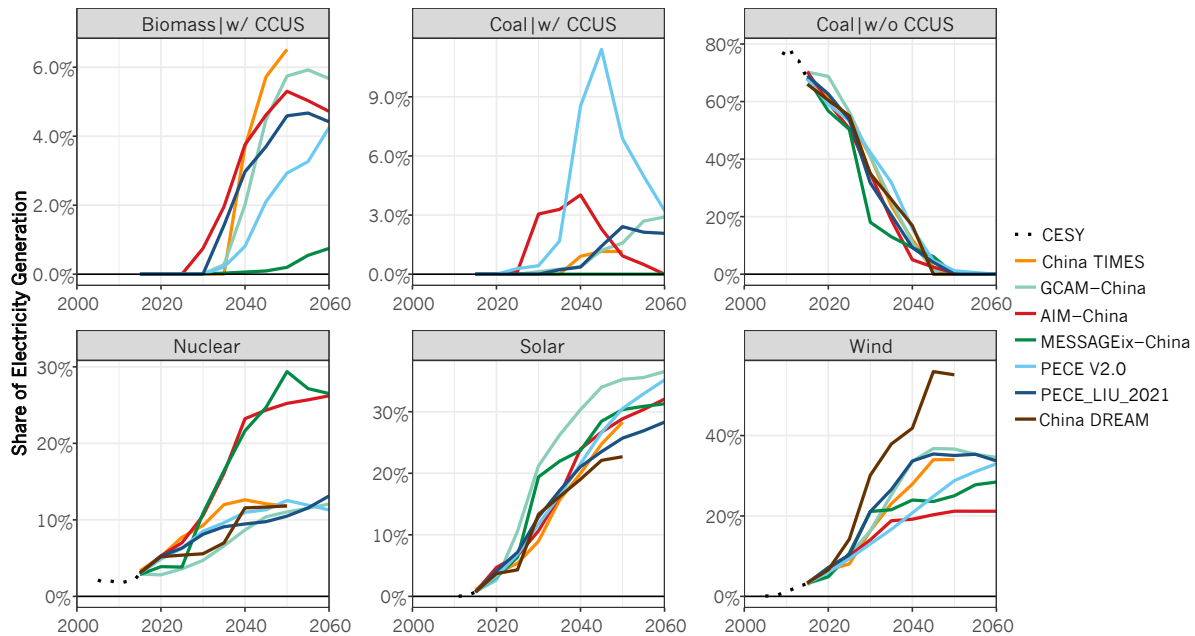 Biomass|w/ CCUS
Coal|w/ CCUS
Coal|w/o CCUS
6.0%
4.0%
2.0%
0.0%
2000 2020 2040 2060
9.0%
6.0%
3.0%
0.0%
2000 2020 2040 2060
80%
60%
40%
20%
0%
2000 2020 2040 2060
Nuclear
Solar
Wind
30%
20%
10%
0%
2000 2020 2040 2060
30%
20%
10%
0%
2000 2020 2040 2060
40%
20%
0%
2000 2020 2040 2060
Share of Electricity Generation
CESY
China TIMES
GCAM−China
AIM−China
MESSAGEix−China
PECE V2.0
PECE_LIU_2021
China DREAM